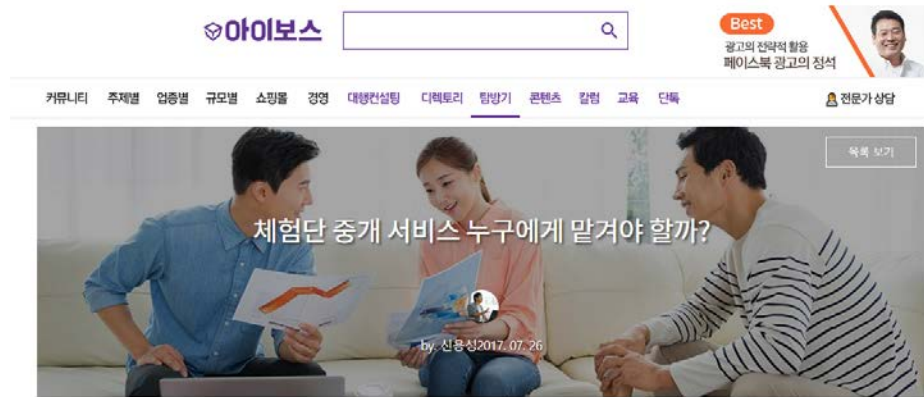 아이보스
Best
광고의 전략적 활용
페이스북 광고의 정석
커뮤니티 주제별 업종별 규모별 쇼핑몰 경영 대행컨설팅 디렉토리 탐방기 콘텐츠 칼럼 교육 단톡 전문가 상담
목록 보기
체험단 중개 서비스 누구에게 맡겨야 할까?
by. 신용성2017. 07. 26